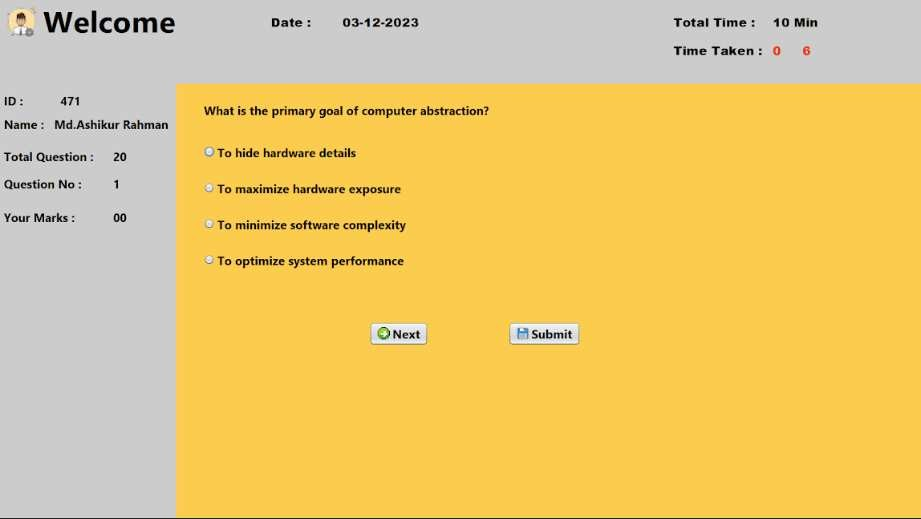 Welcome
Date : 03-12-2023
Total Time : 10 Min
Time Taken : 0 6
ID : 471
Name : Md.Ashikur Rahman
Total Question : 20
Question No : 1
Your Marks : 00
What is the primary goal of computer abstraction?
To hide hardware details
To maximize hardware exposure
To minimize software complexity
To optimize system performance
Next
Submit